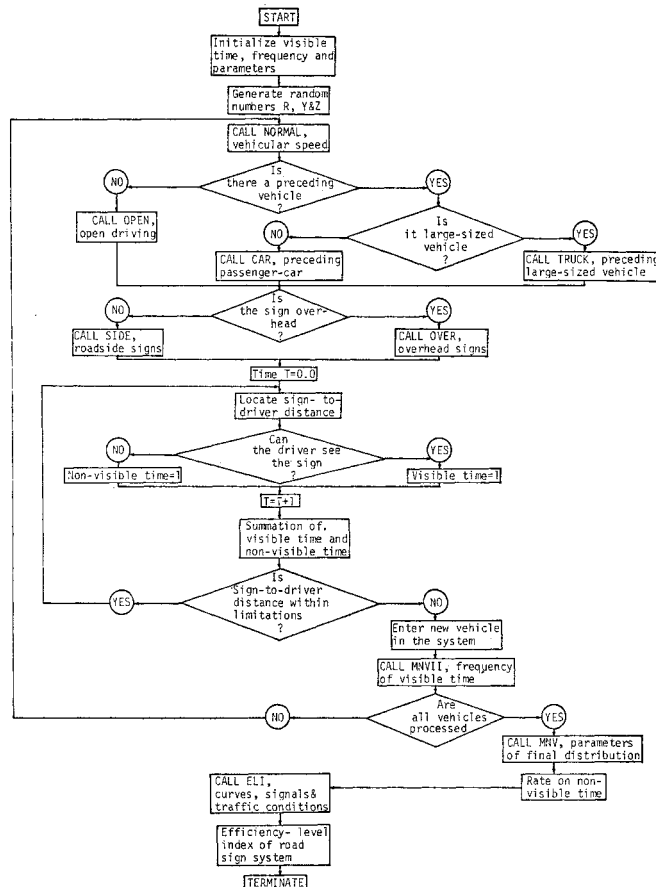 START
Initialize visible
time, frequency and
parameters
Generate random
numbers R, Y&Z
CALL NORMAL,
vehicular speed
Is
there a preceding
vehicle
?
NO
YES
CALL OPEN,
open driving
Is
it large-sized
vehicle
?
NO
YES
CALL CAR, preceding
passenger-car
CALL TRUCK, preceding
large-sized vehicle
Is
the sign over-
head
?
NO
YES
CALL SIDE,
roadside signs
CALL OVER,
overhead signs
Time T=0.0
Locate sign- to-
driver distance
Can
the driver see
the sign
?
NO
YES
Non-visible time=1
Visible time=1
T=T+1
Summation of
visible time and
non-visible time
Is
Sign-to-driver
distance within
limitations
?
YES
NO
Enter new vehicle
in the system
CALL MNVII, frequency
of visible time
Are
all vehicles
processed
NO
YES
CALL MNV, parameters
of final distribution
Rate on non-
visible time
CALL ELI,
curves, signals&
traffic conditions
Efficiency- level
index of road
sign system
TERMINATE